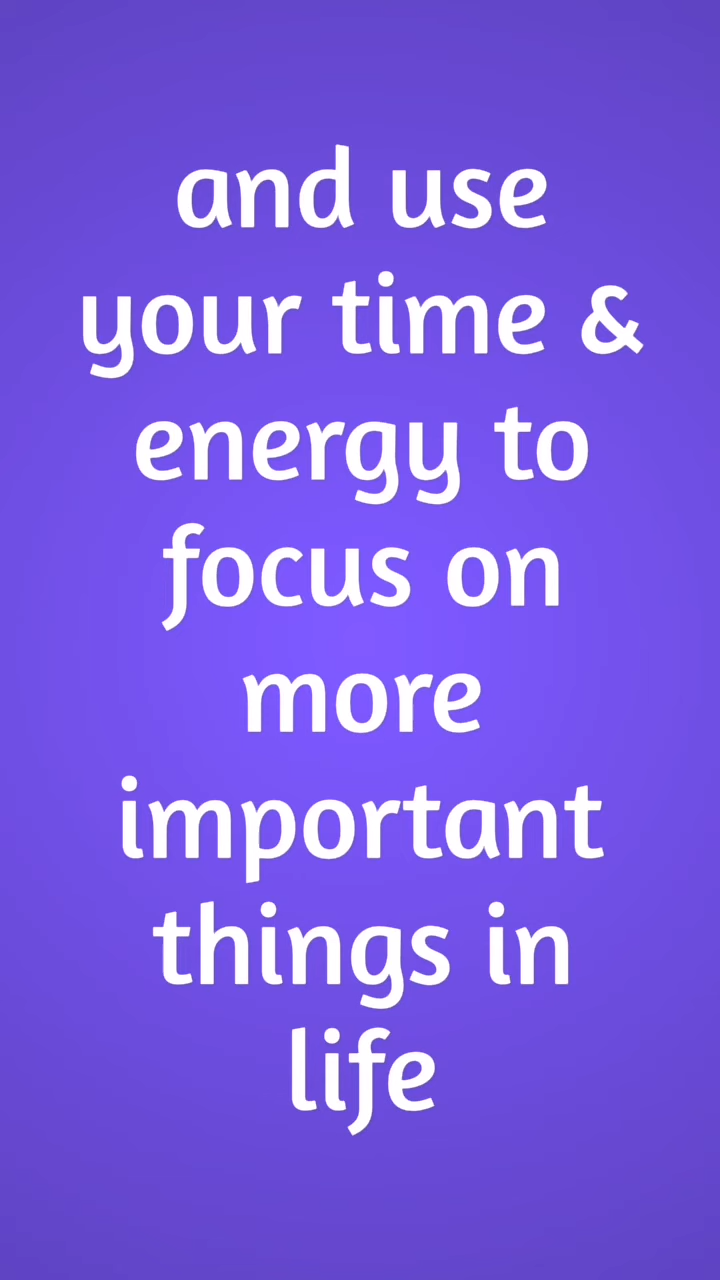 and use
your time &
energy to
focus on
more
important
things in
life